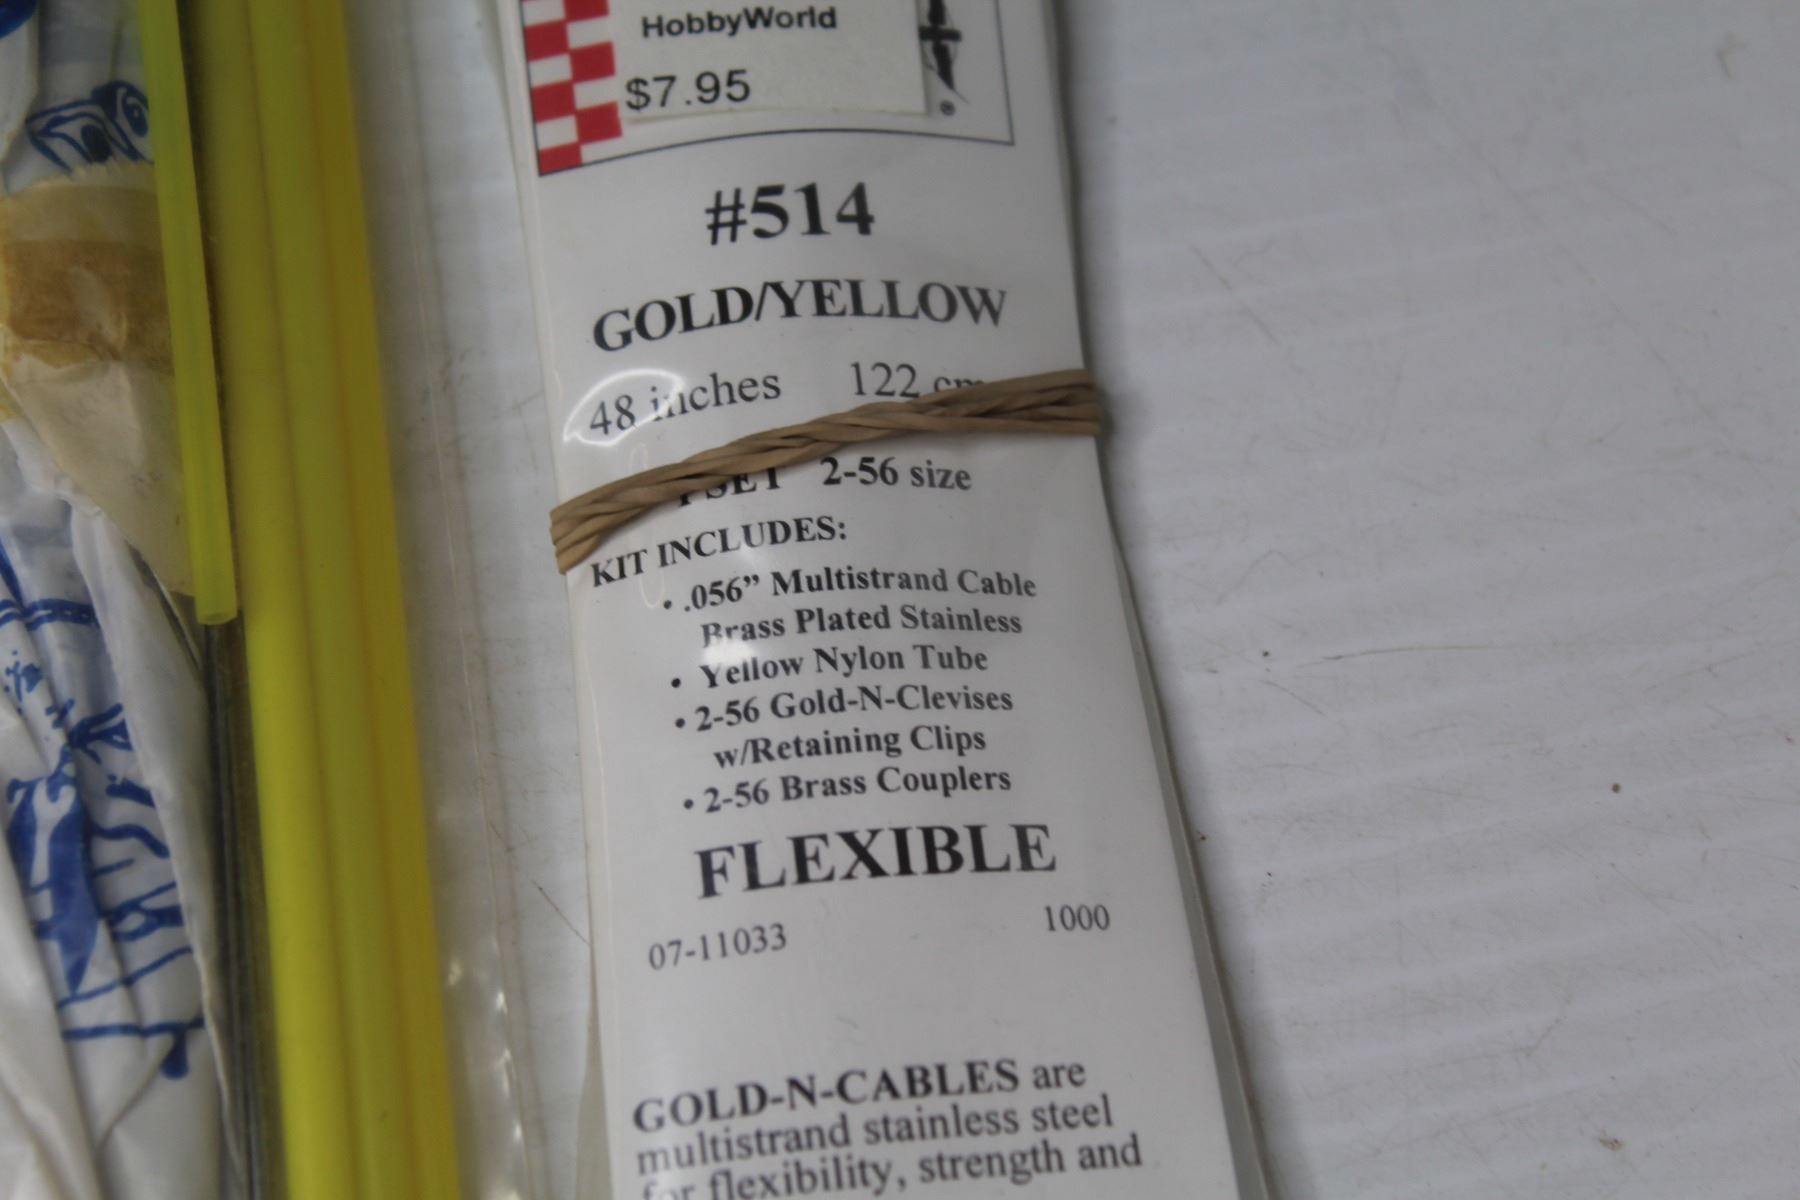 HobbyWorld
$7.95
®
#514
GOLD/YELLOW
48 inches 122 cm
1 SET 2-56 size
KIT INCLUDES:
• .056” Multistrand Cable
Brass Plated Stainless
• Yellow Nylon Tube
• 2-56 Gold-N-Clevises
w/Retaining Clips
• 2-56 Brass Couplers
FLEXIBLE
07-11033 1000
GOLD-N-CABLES are
multistrand stainless steel
for flexibility, strength and